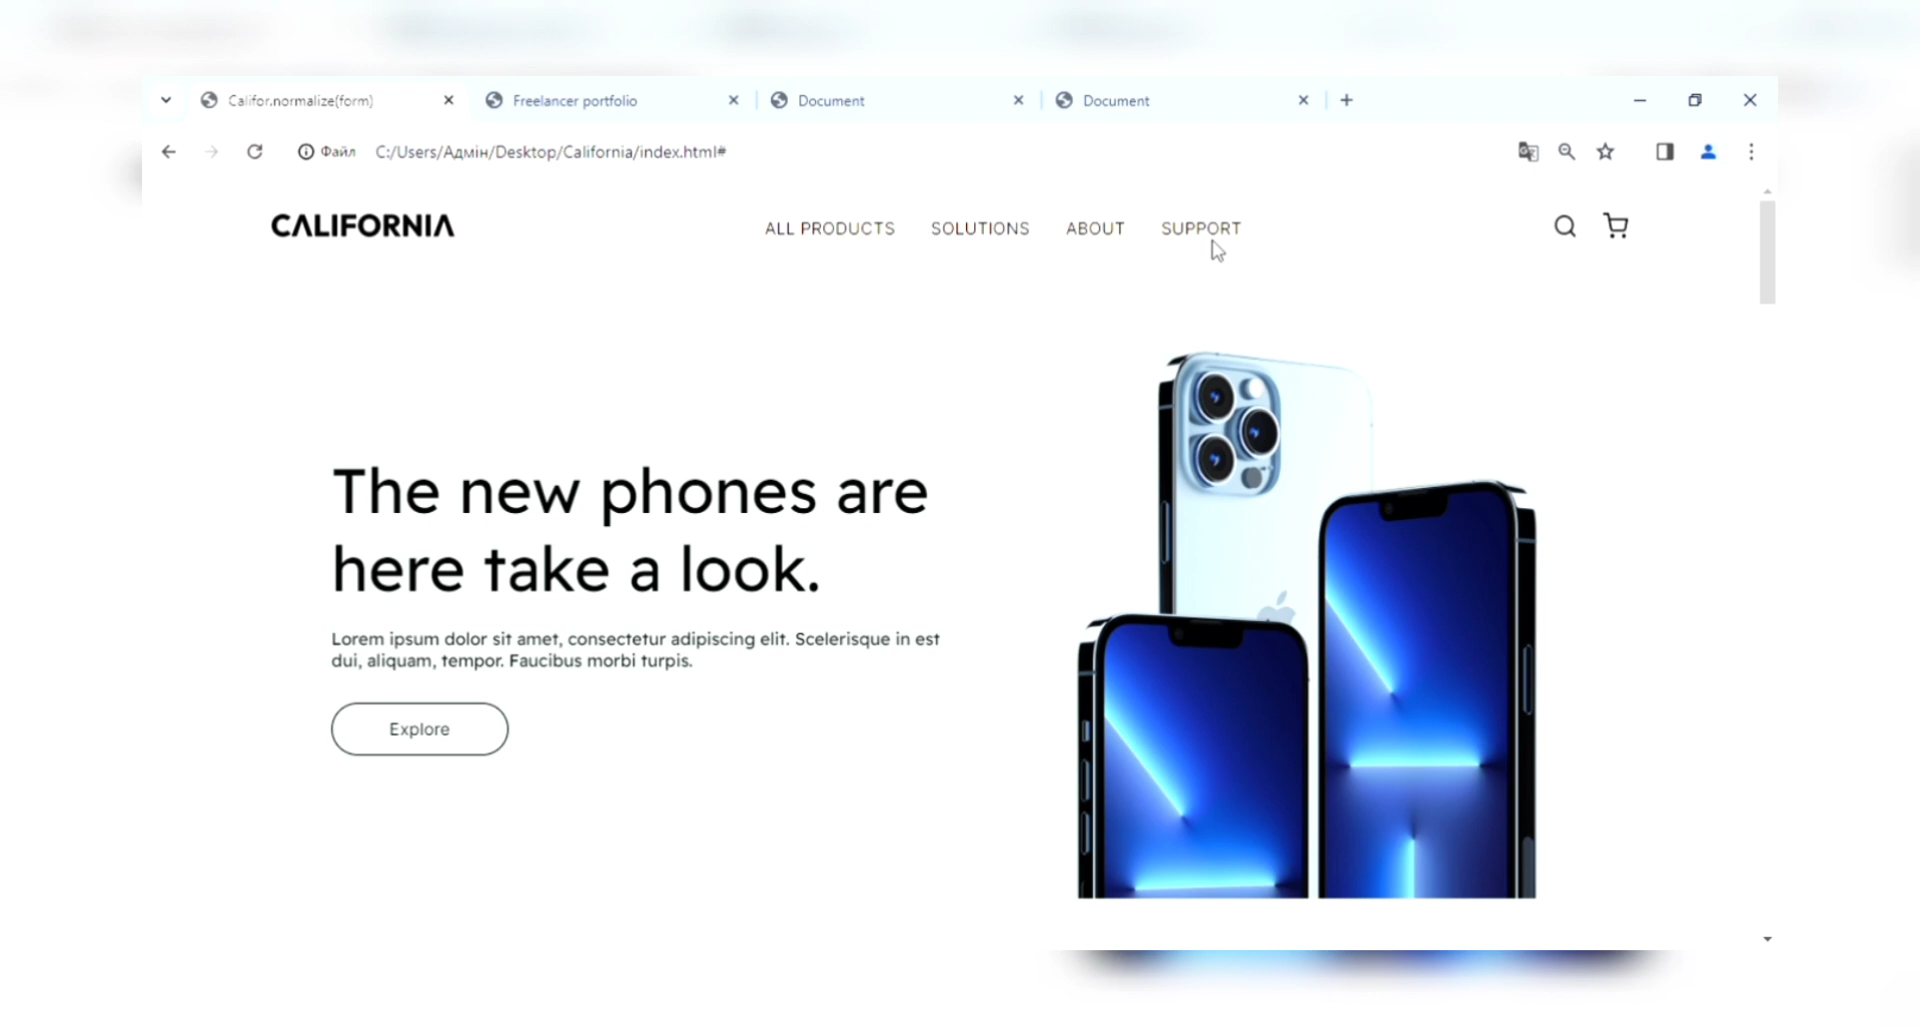 Califor.normalize(form)
Freelancer portfolio
Document
Document
Файл C:/Users/Адмін/Desktop/California/index.html#
CALIFORNIA
ALL PRODUCTS SOLUTIONS ABOUT SUPPORT
The new phones are
here take a look.
Lorem ipsum dolor sit amet, consectetur adipiscing elit. Scelerisque in est
dui, aliquam, tempor. Faucibus morbi turpis.
Explore